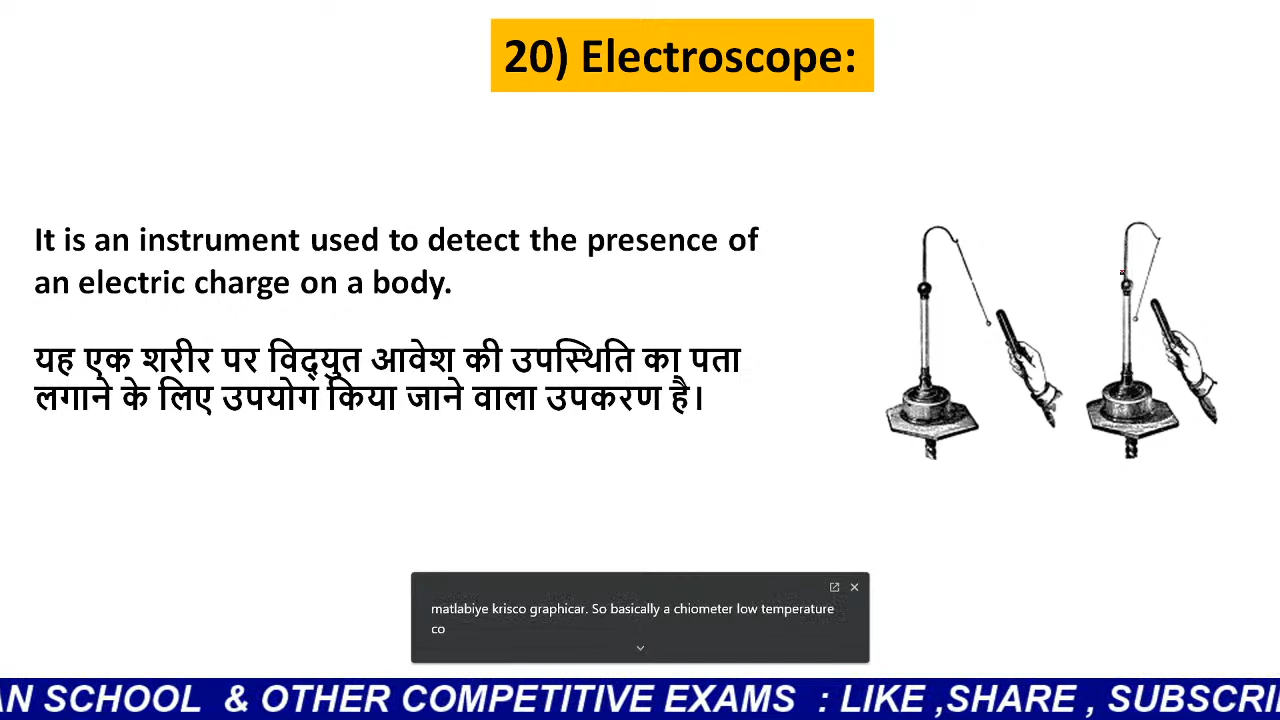 20) Electroscope:
It is an instrument used to detect the presence of
an electric charge on a body.
यह एक शरीर पर विद्युत आवेश की उपस्थिति का पता
लगाने के लिए उपयोग किया जाने वाला उपकरण है।
matlabiye krisco graphicar. So basically a chiometer low temperature
co
AN SCHOOL & OTHER COMPETITIVE EXAMS : LIKE ,SHARE , SUBSCRI